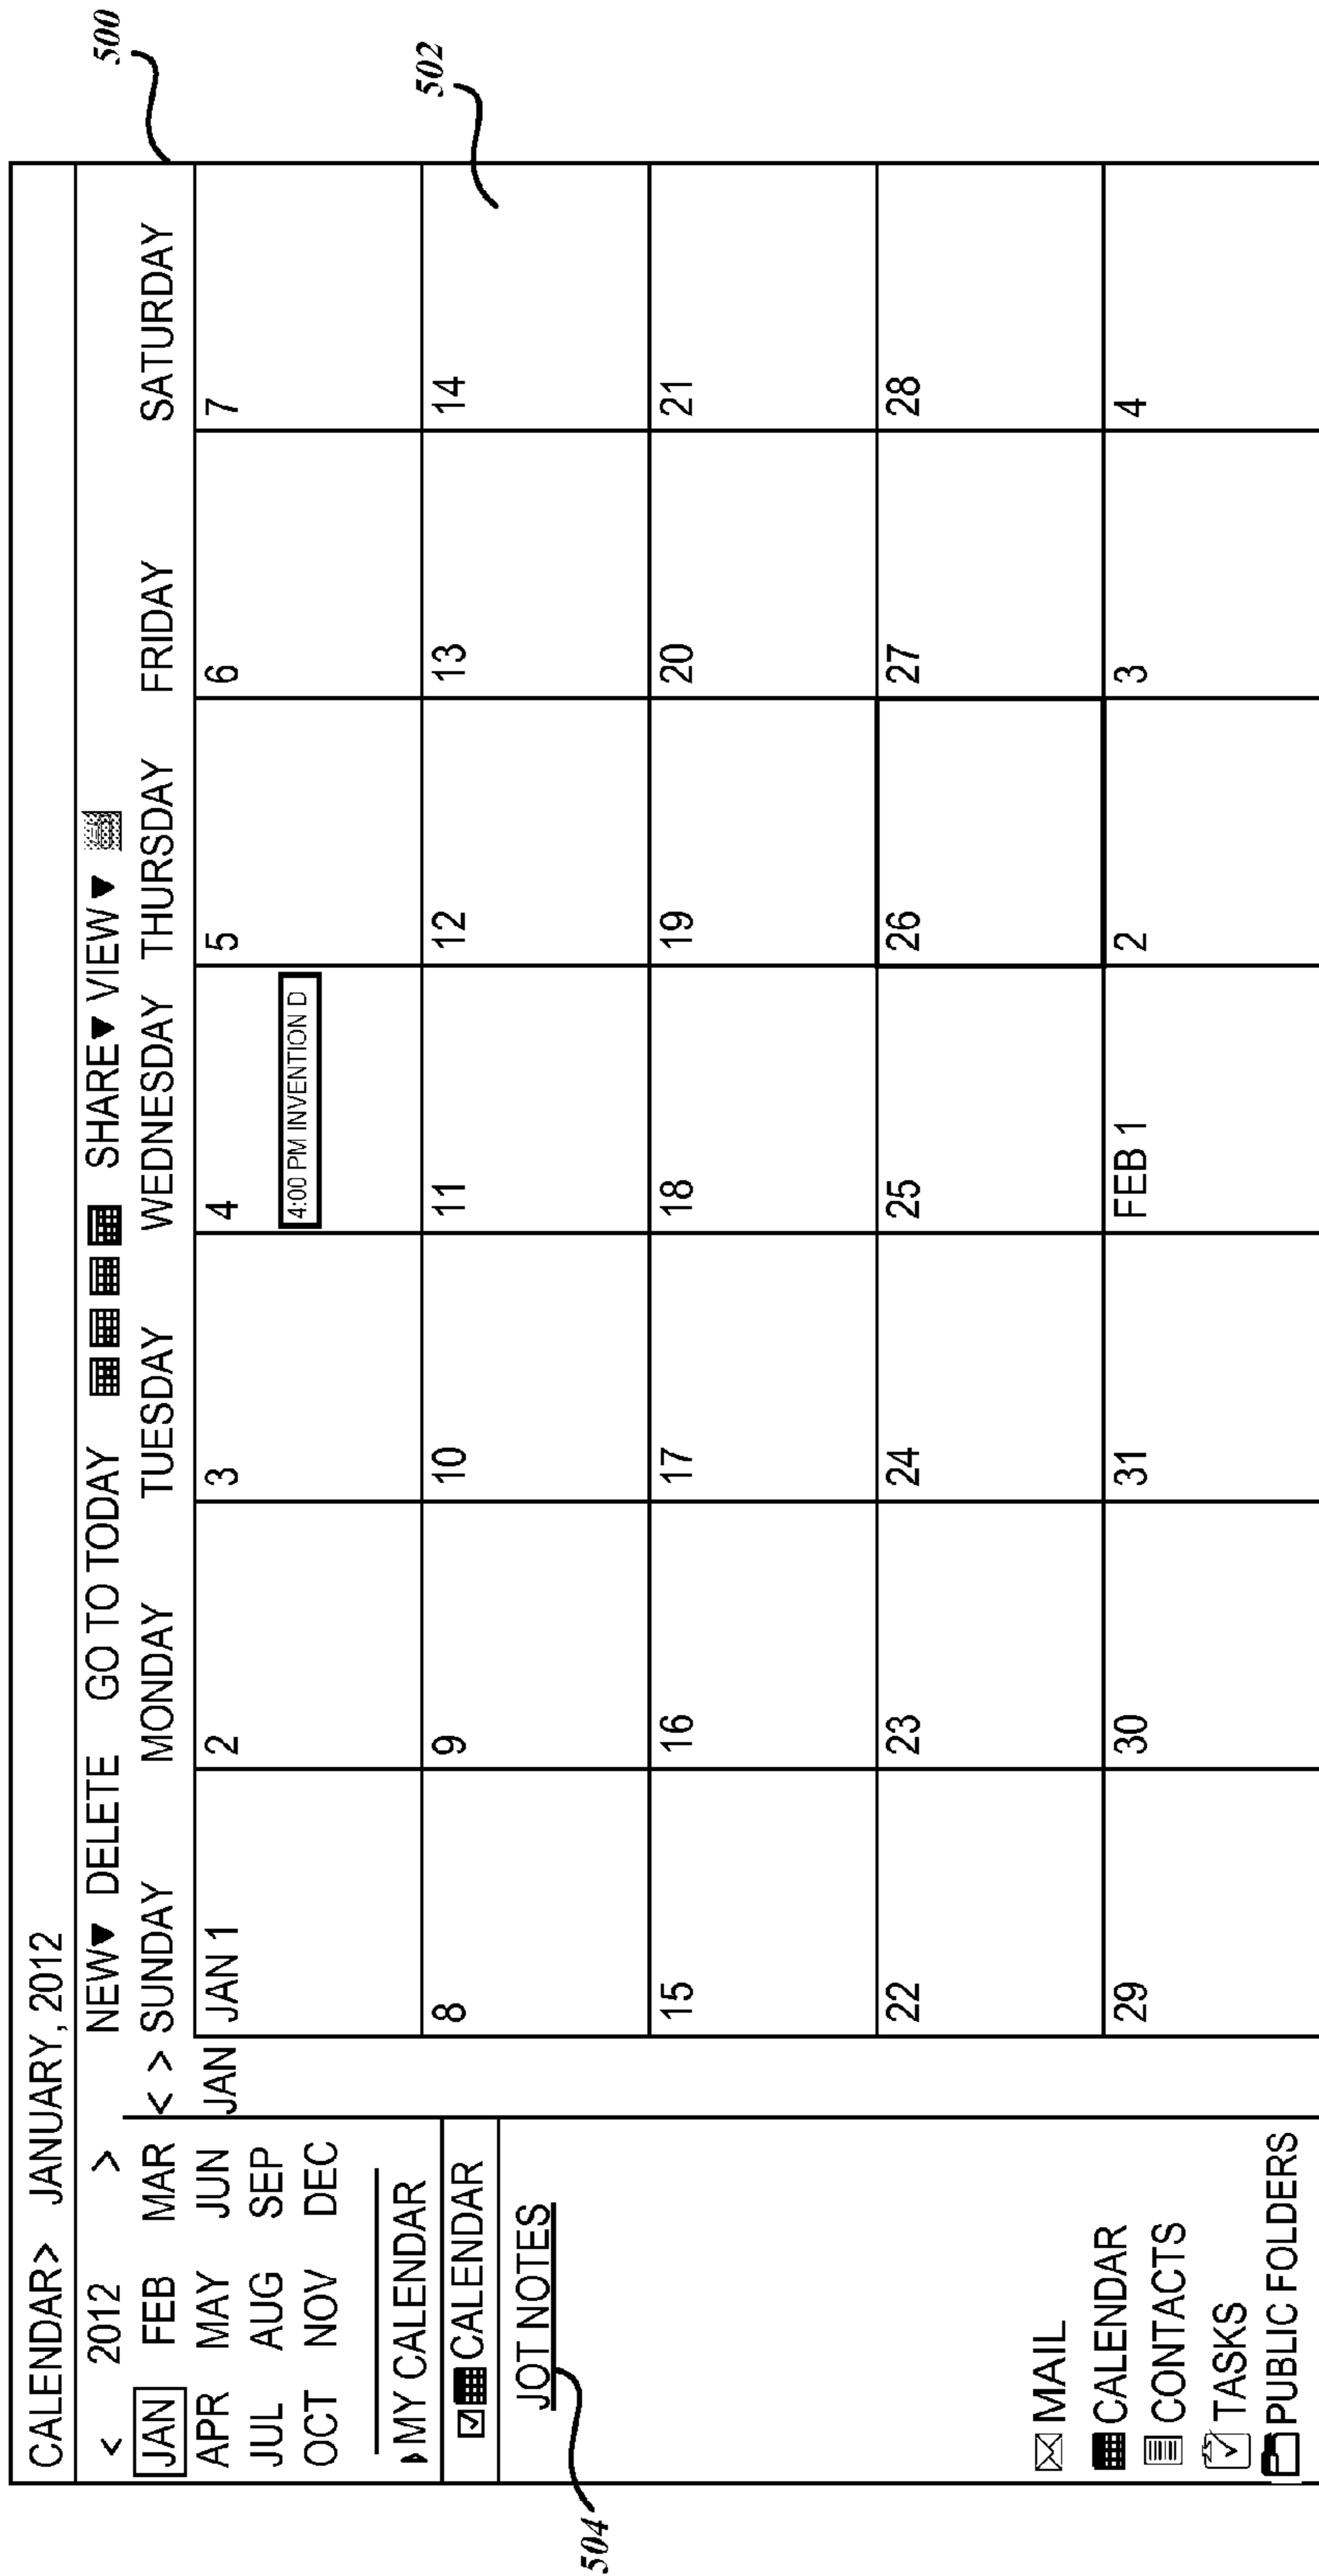 500
CALENDAR> JANUARY, 2012
< 2012 >
NEW▼ DELETE GO TO TODAY SHARE▼ VIEW▼
JAN FEB MAR
APR MAY JUN
JUL AUG SEP
OCT NOV DEC
MY CALENDAR
CALENDAR
JOT NOTES
504
MAIL
CALENDAR
CONTACTS
TASKS
PUBLIC FOLDERS
< > SUNDAY MONDAY TUESDAY WEDNESDAY THURSDAY FRIDAY SATURDAY
JAN JAN 1 2 3 4 5 6 7
4:00 PM INVENTION D
502
8 9 10 11 12 13 14
15 16 17 18 19 20 21
22 23 24 25 26 27 28
29 30 31 FEB 1 2 3 4